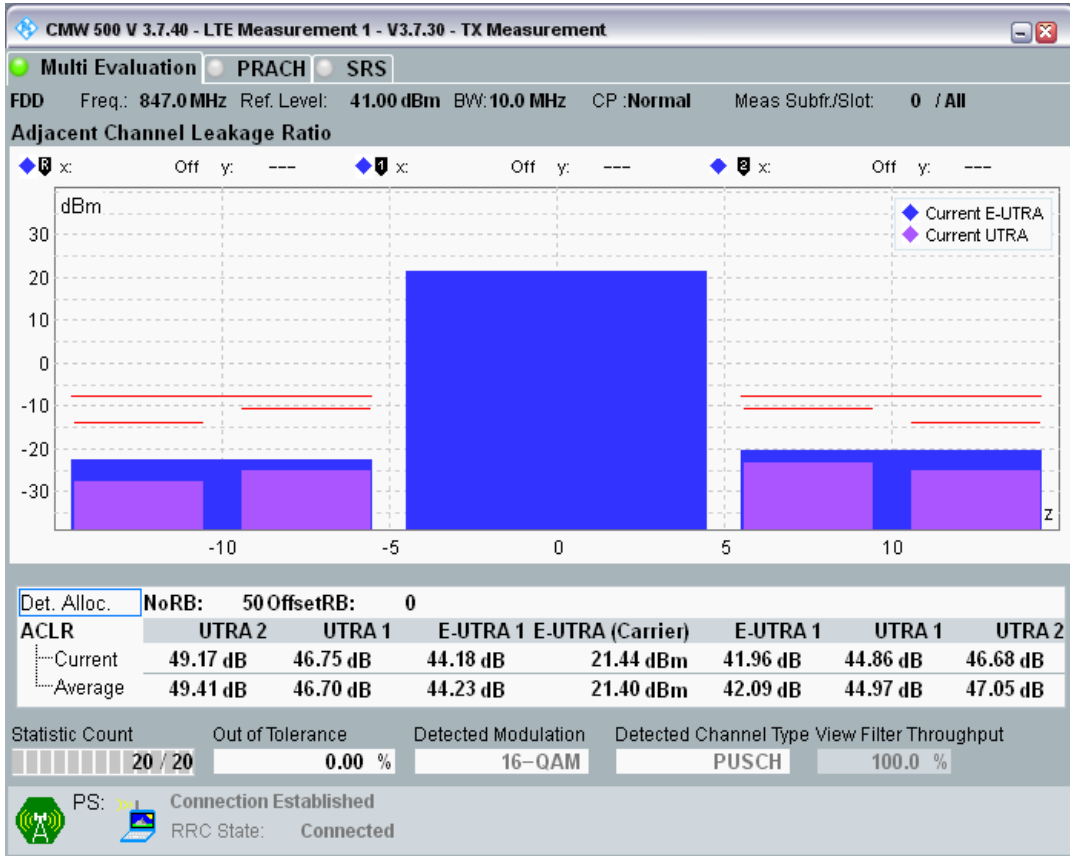 CMW 500 V 3.7.40 - LTE Measurement 1 - V3.7.30 - TX Measurement
Multi Evaluation PRACH SRS
FDD Freq.: 847.0 MHz Ref. Level: 41.00 dBm BW: 10.0 MHz CP :Normal Meas Subfr./Slot: 0 / All
Adjacent Channel Leakage Ratio
R x: Off y: --- 1 x: Off y: --- 2 x: Off y: ---
dBm
Current E-UTRA
Current UTRA
30
20
10
0
-10
-20
-30
z
-10 -5 0 5 10
Det. Alloc. NoRB: 50 OffsetRB: 0
ACLR UTRA 2 UTRA 1 E-UTRA 1 E-UTRA (Carrier) E-UTRA 1 UTRA 1 UTRA 2
Current 49.17 dB 46.75 dB 44.18 dB 21.44 dBm 41.96 dB 44.86 dB 46.68 dB
Average 49.41 dB 46.70 dB 44.23 dB 21.40 dBm 42.09 dB 44.97 dB 47.05 dB
Statistic Count Out of Tolerance Detected Modulation Detected Channel Type View Filter Throughput
20 / 20 0.00 % 16-QAM PUSCH 100.0 %
PS: Connection Established
RRC State: Connected